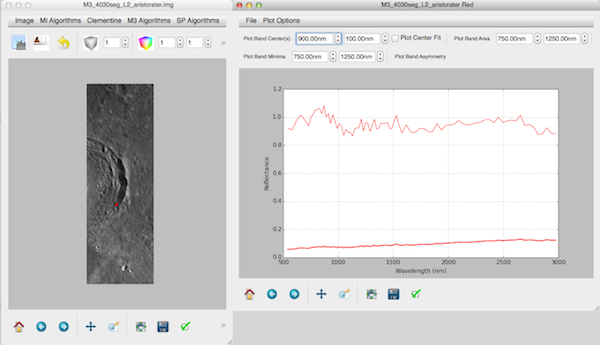 M3_4030seg_L2_aristcrater.img
Image MI Algorithms Clementine M3 Algorithms SP Algorithms »
1 1 1
»
M3_4030seg_L2_aristcrater Red
File Plot Options
Plot Band Center(s) 900.00nm 100.00nm Plot Center Fit Plot Band Area 750.00nm 1250.00nm
Plot Band Minima 750.00nm 1250.00nm Plot Band Asymmetry
1.2
1.0
0.8
0.6
0.4
0.2
0.0
Reflectance
500 1000 1500 2000 2500 3000
Wavelength (nm)